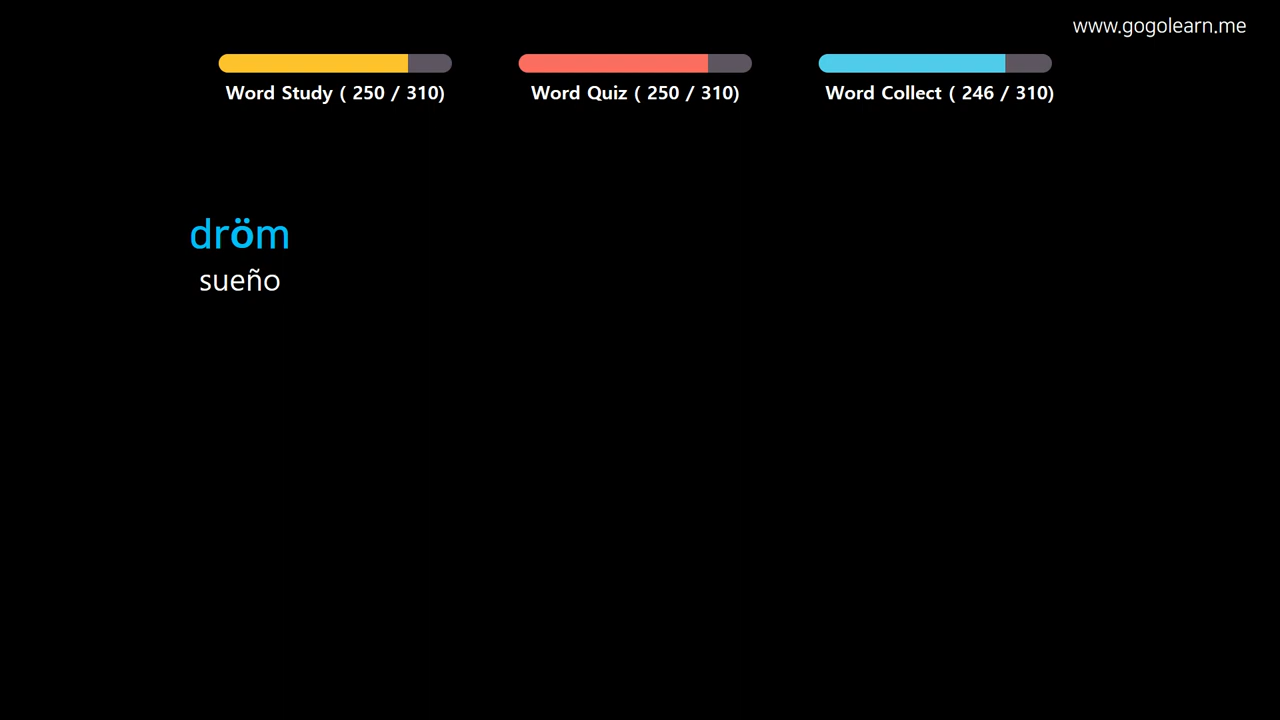 www.gogolearn.me
Word Study ( 250 / 310)
Word Quiz ( 250 / 310)
Word Collect ( 246 / 310)
dröm
sueño